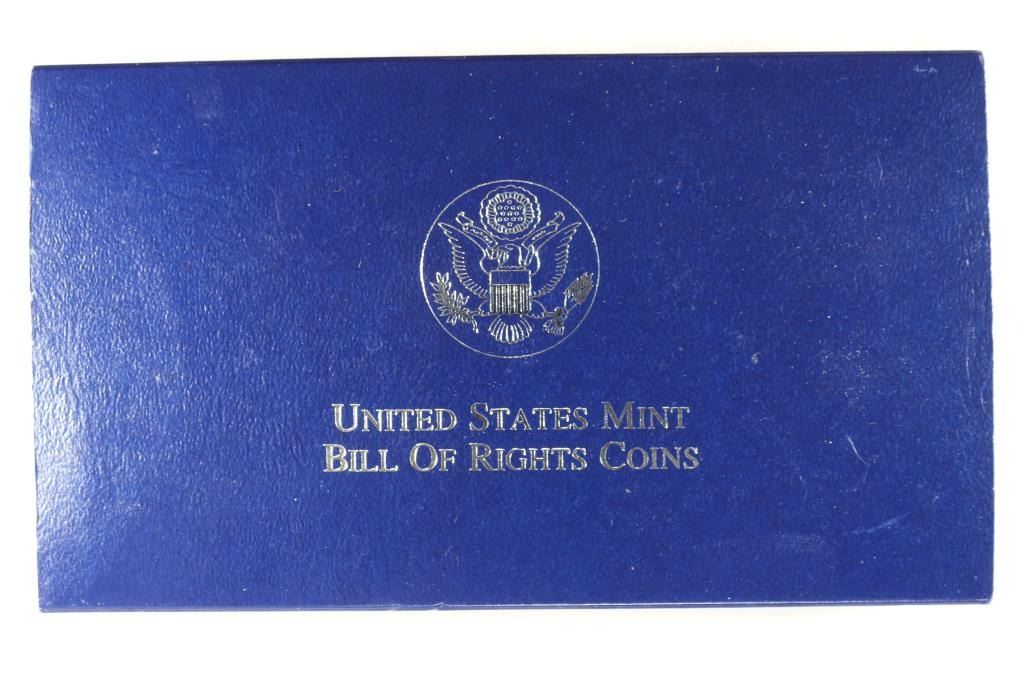 UNITED STATES MINT
BILL OF RIGHTS COINS